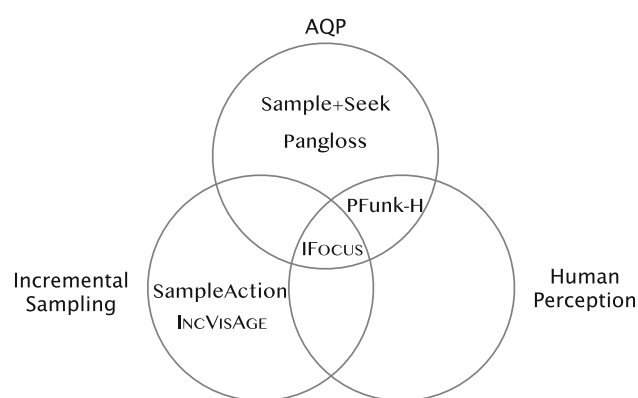 AQP
Sample+Seek
Pangloss
PFunk-H
IFOCUS
Incremental
Sampling
SampleAction
INCVISAGE
Human
Perception